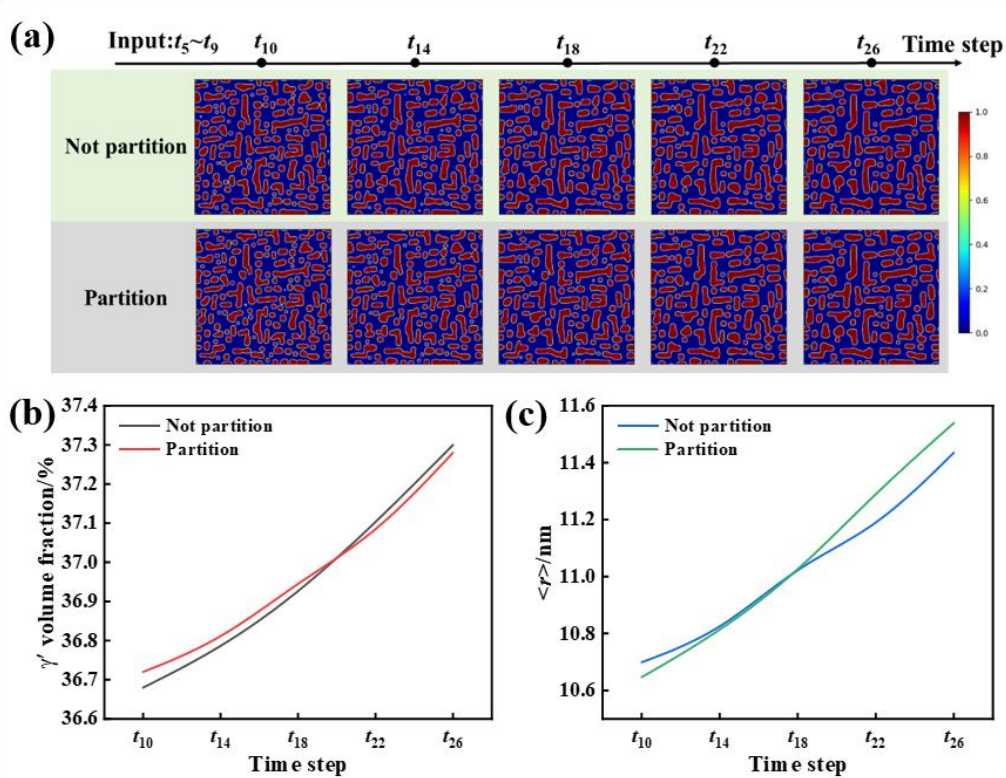 (a)
Input:t₅~t₉ t₁₀ t₁₄ t₁₈ t₂₂ t₂₆ Time step
Not partition
Partition
1.0
0.8
0.6
0.4
0.2
0.0
(b)
37.4
37.3
37.2
37.1
37.0
36.9
36.8
36.7
36.6
γ′ volume fraction/%
Not partition
Partition
t₁₀ t₁₄ t₁₈ t₂₂ t₂₆
Time step
(c)
11.6
11.4
11.2
11.0
10.8
10.6
<r>/nm
Not partition
Partition
t₁₀ t₁₄ t₁₈ t₂₂ t₂₆
Time step